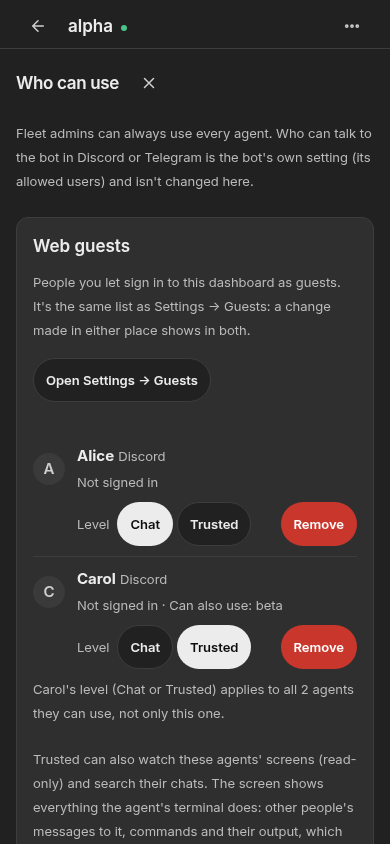 alpha
Who can use
Fleet admins can always use every agent. Who can talk to
the bot in Discord or Telegram is the bot's own setting (its
allowed users) and isn't changed here.
Web guests
People you let sign in to this dashboard as guests.
It's the same list as Settings → Guests: a change
made in either place shows in both.
Open Settings → Guests
A
Alice Discord
Not signed in
Level Chat Trusted Remove
C
Carol Discord
Not signed in · Can also use: beta
Level Chat Trusted Remove
Carol's level (Chat or Trusted) applies to all 2 agents
they can use, not only this one.
Trusted can also watch these agents' screens (read-
only) and search their chats. The screen shows
everything the agent's terminal does: other people's
messages to it, commands and their output, which